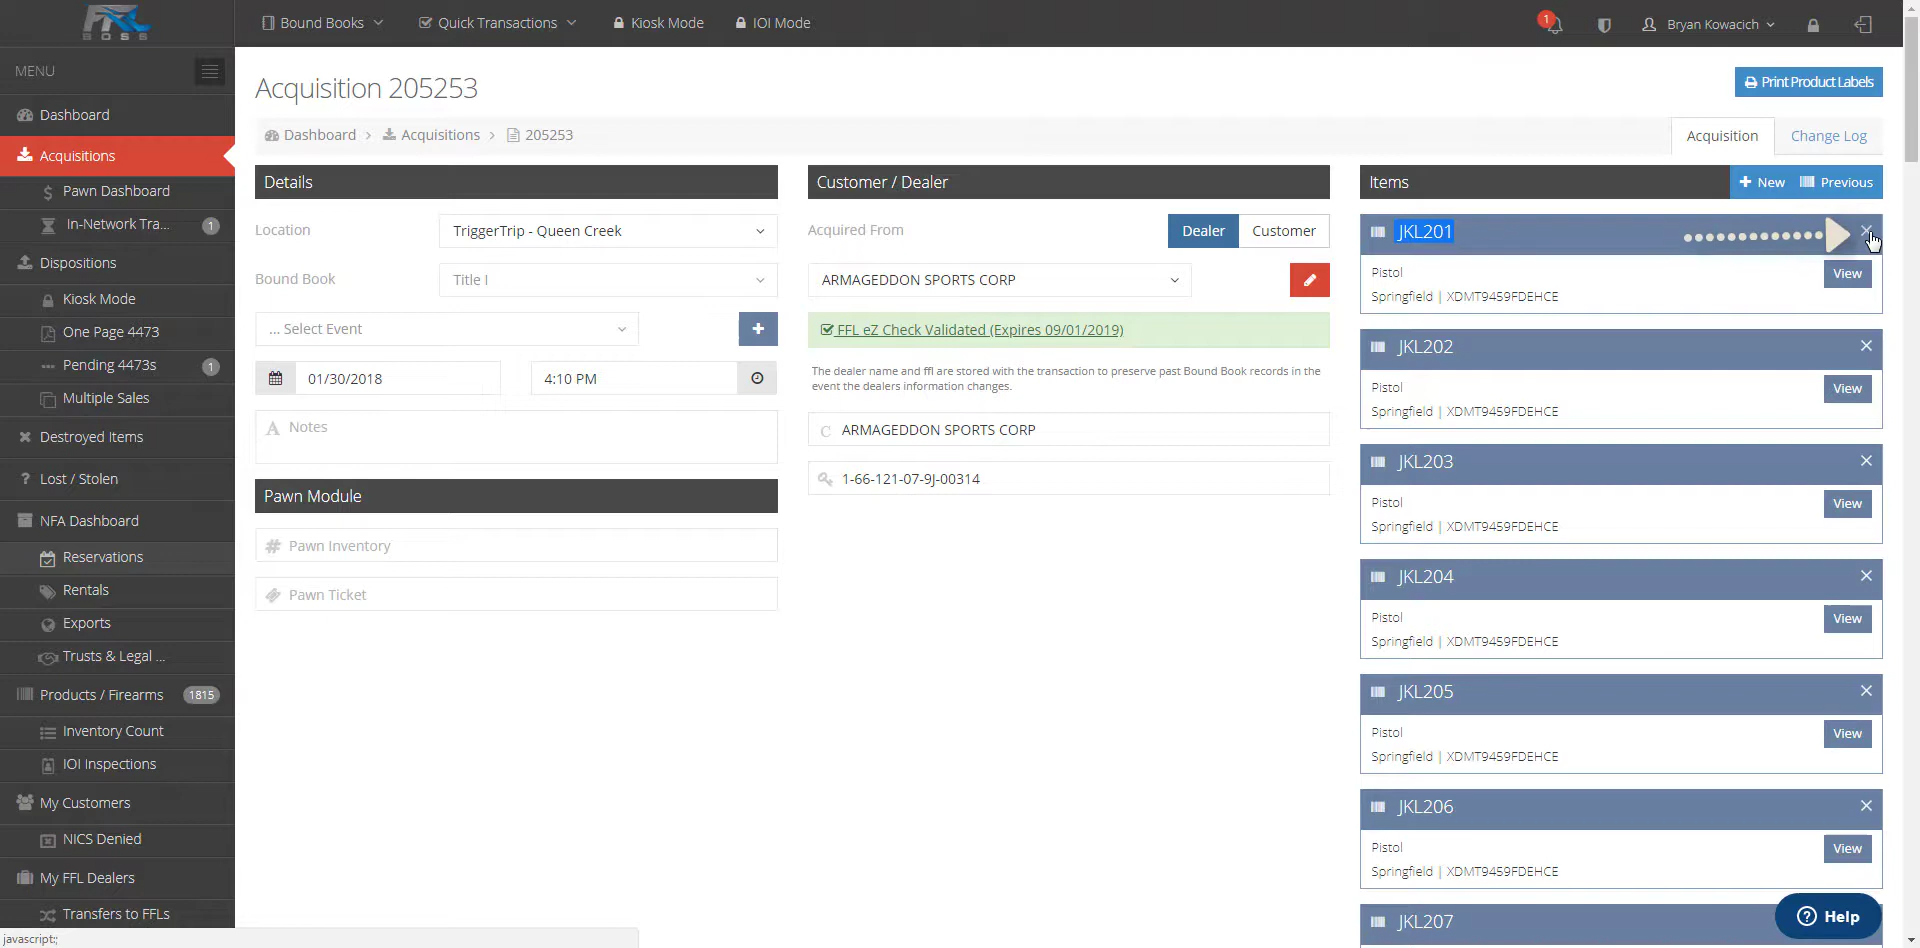 FFL
BOSS
Bound Books
Quick Transactions
Kiosk Mode
IOI Mode
1
Bryan Kowacich
MENU
Dashboard
Acquisitions
$ Pawn Dashboard
In-Network Tra... 1
Dispositions
Kiosk Mode
One Page 4473
Pending 4473s 1
Multiple Sales
Destroyed Items
? Lost / Stolen
NFA Dashboard
Reservations
Rentals
Exports
Trusts & Legal ...
Products / Firearms 1815
Inventory Count
IOI Inspections
My Customers
NICS Denied
My FFL Dealers
Transfers to FFLs
javascript:;
Acquisition 205253
Print Product Labels
Dashboard > Acquisitions > 205253
Acquisition
Change Log
Details
Location
TriggerTrip - Queen Creek
Bound Book
Title I
... Select Event
+
01/30/2018
4:10 PM
A Notes
Pawn Module
# Pawn Inventory
Pawn Ticket
Customer / Dealer
Acquired From
Dealer
Customer
ARMAGEDDON SPORTS CORP
FFL eZ Check Validated (Expires 09/01/2019)
The dealer name and ffl are stored with the transaction to preserve past Bound Book records in the
event the dealers information changes.
C ARMAGEDDON SPORTS CORP
1-66-121-07-9J-00314
Items
+ New
Previous
JKL201
Pistol
View
Springfield | XDMT9459FDEHCE
JKL202
Pistol
View
Springfield | XDMT9459FDEHCE
JKL203
Pistol
View
Springfield | XDMT9459FDEHCE
JKL204
Pistol
View
Springfield | XDMT9459FDEHCE
JKL205
Pistol
View
Springfield | XDMT9459FDEHCE
JKL206
Pistol
View
Springfield | XDMT9459FDEHCE
JKL207
? Help